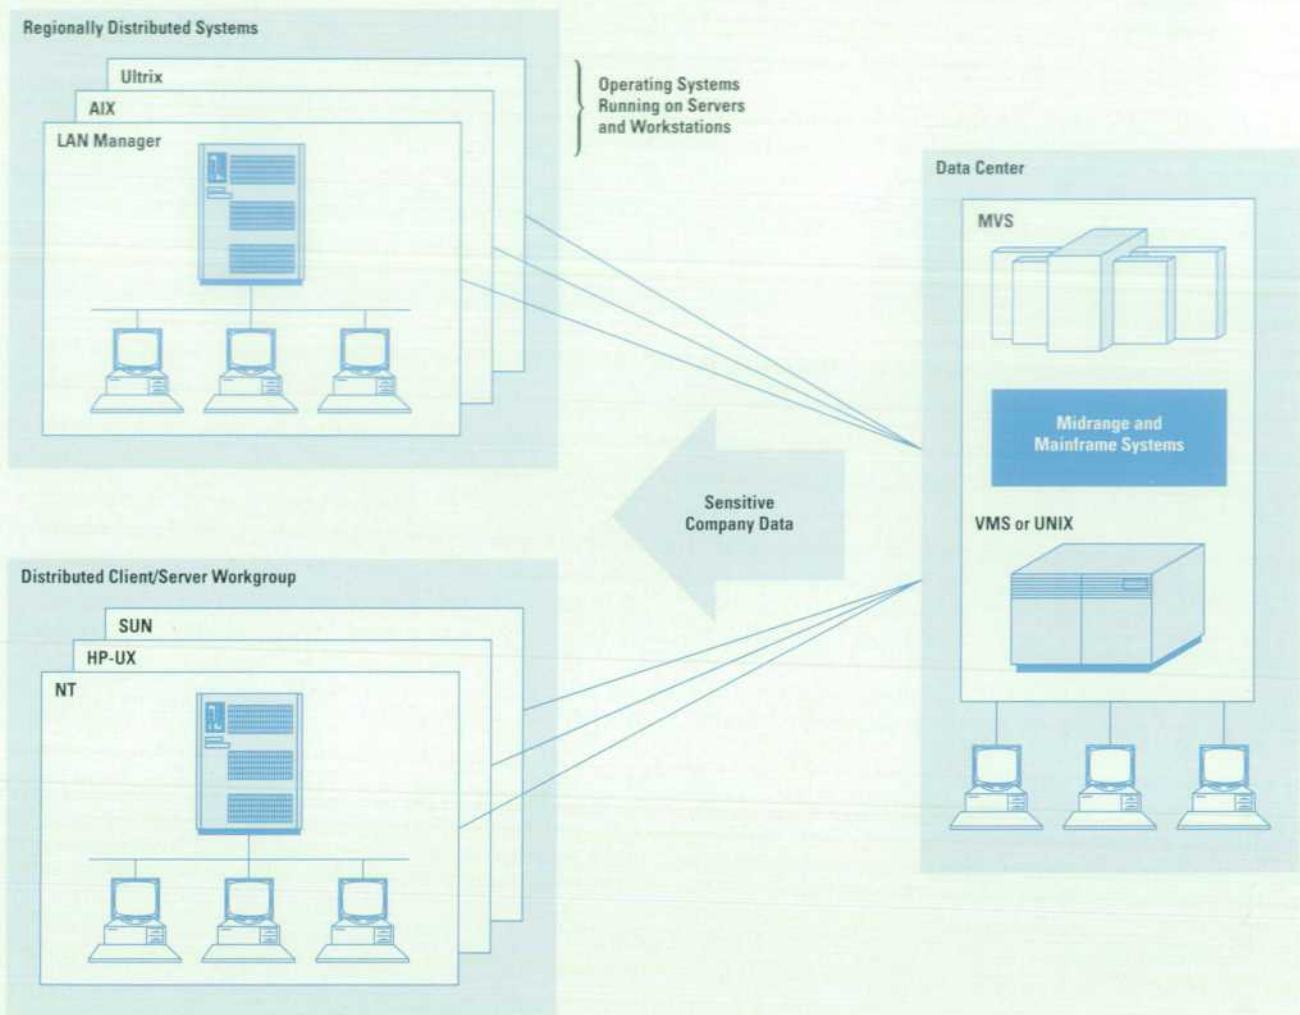 Regionally Distributed Systems
Ultrix
AIX
LAN Manager
Operating Systems
Running on Servers
and Workstations
Data Center
MVS
Midrange and
Mainframe Systems
VMS or UNIX
Sensitive
Company Data
Distributed Client/Server Workgroup
SUN
HP-UX
NT